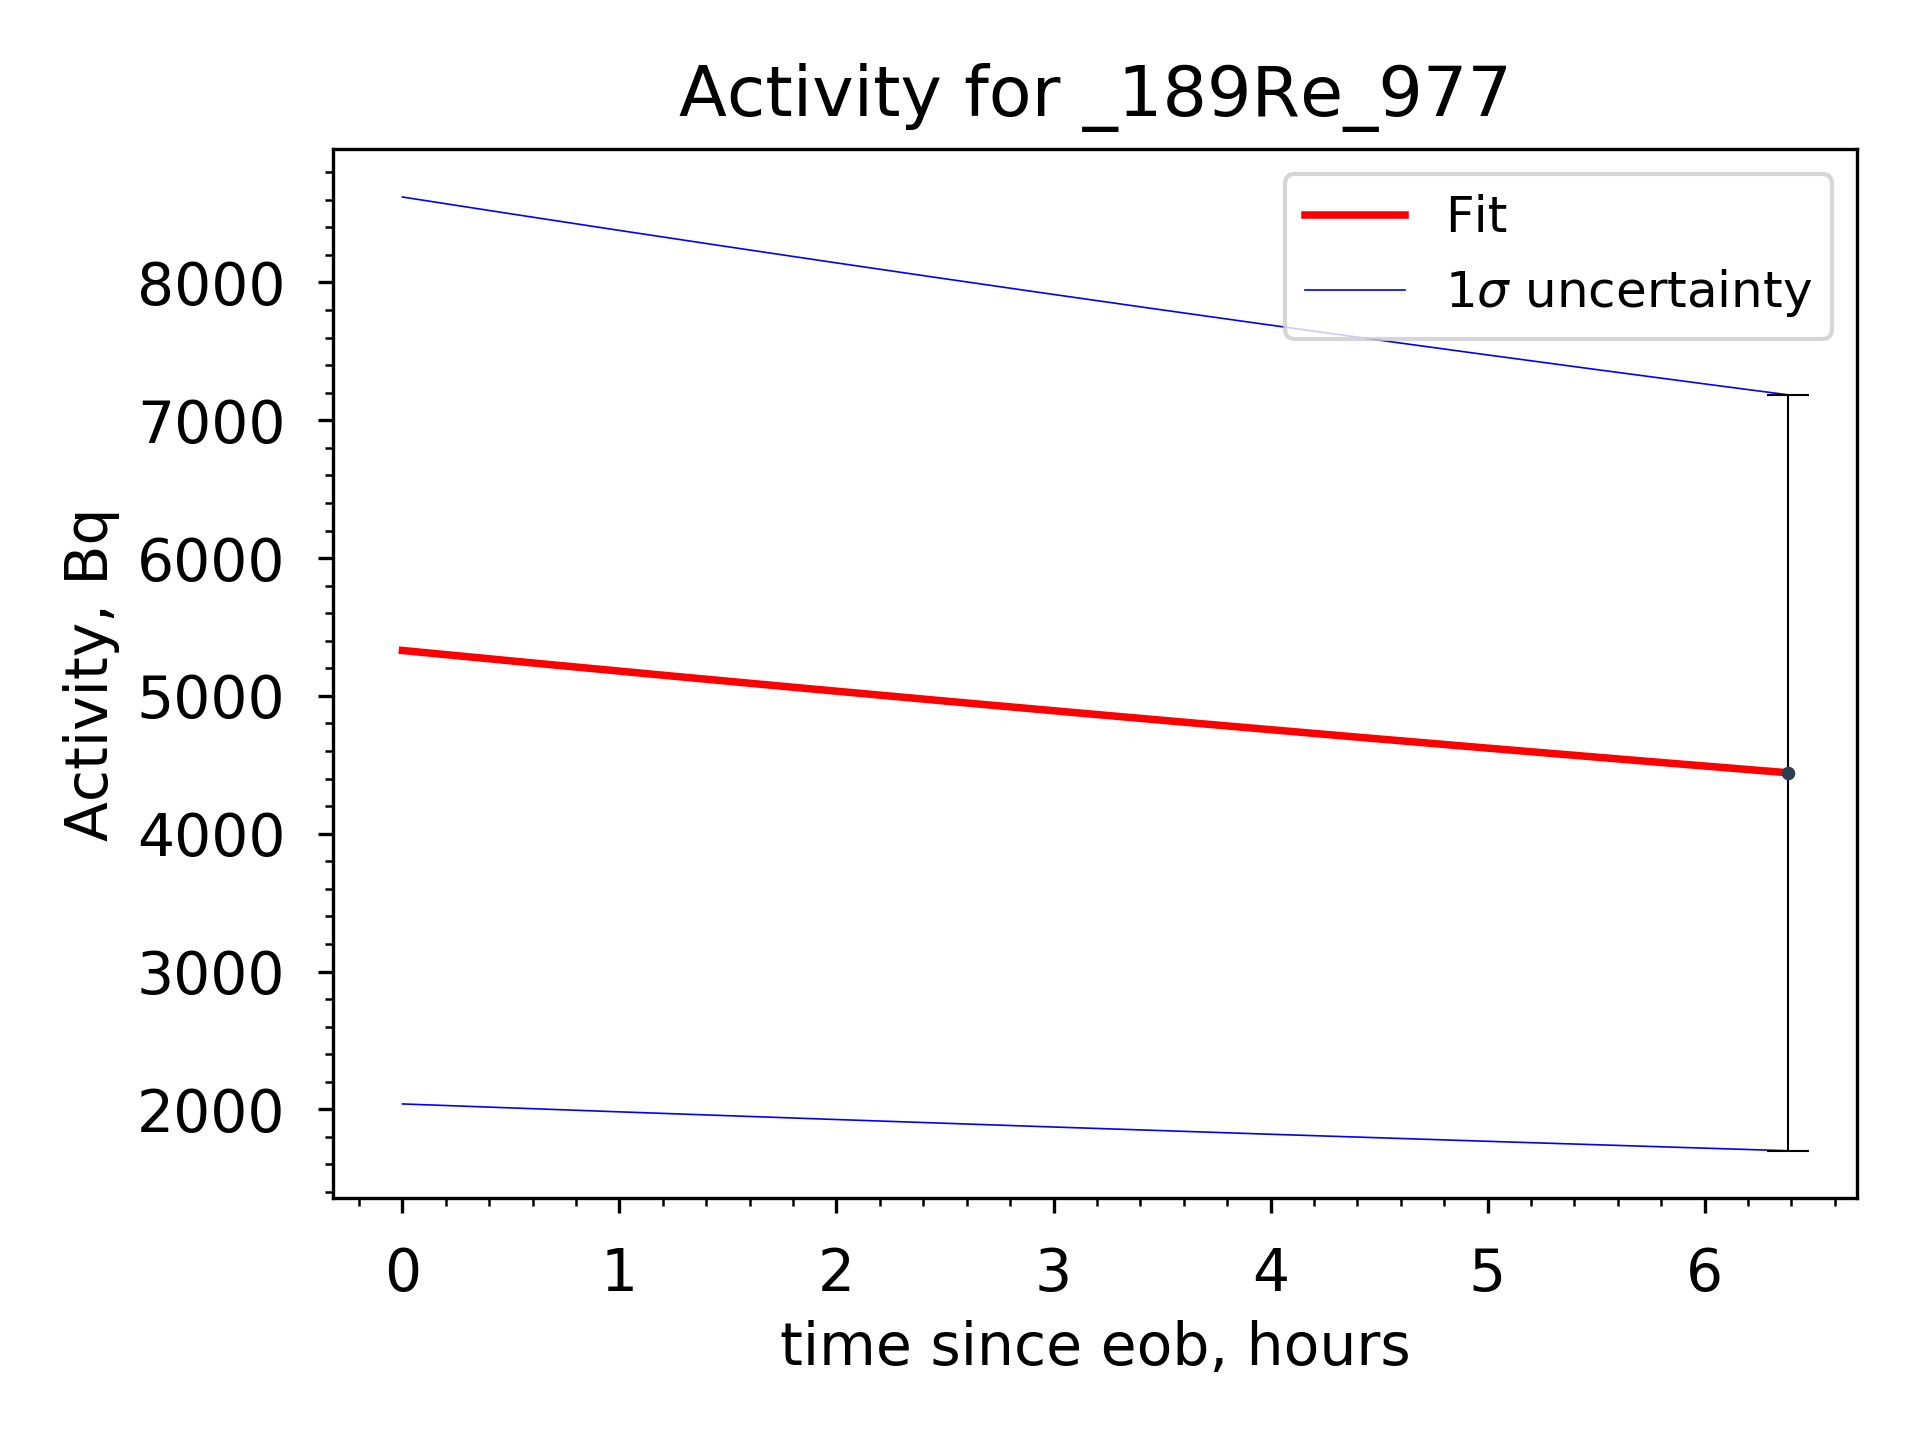 Activity for _189Re_977
Fit
1σ uncertainty
8000
7000
6000
5000
4000
3000
2000
Activity, Bq
0 1 2 3 4 5 6
time since eob, hours